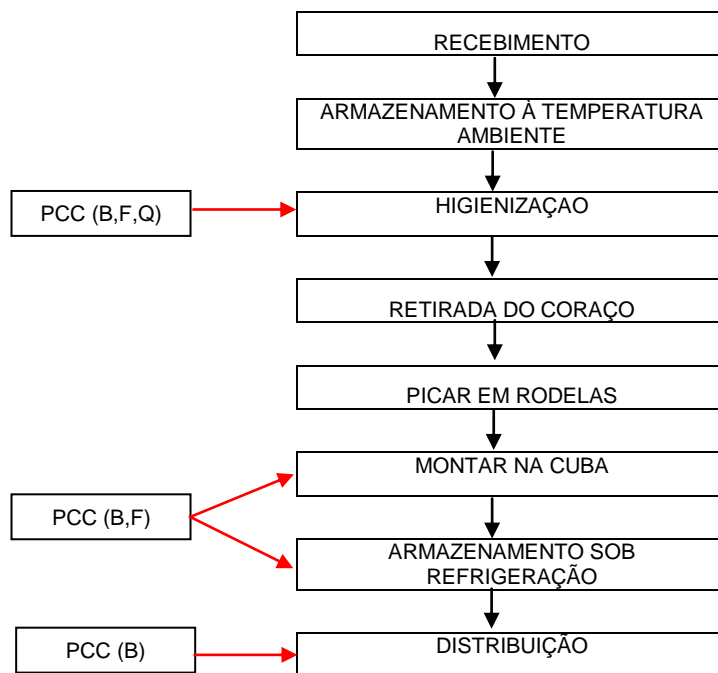 RECEBIMENTO
ARMAZENAMENTO À TEMPERATURA
AMBIENTE
PCC (B,F,Q)
HIGIENIZAÇAO
RETIRADA DO CORAÇO
PICAR EM RODELAS
MONTAR NA CUBA
PCC (B,F)
ARMAZENAMENTO SOB
REFRIGERAÇÃO
PCC (B)
DISTRIBUIÇÃO